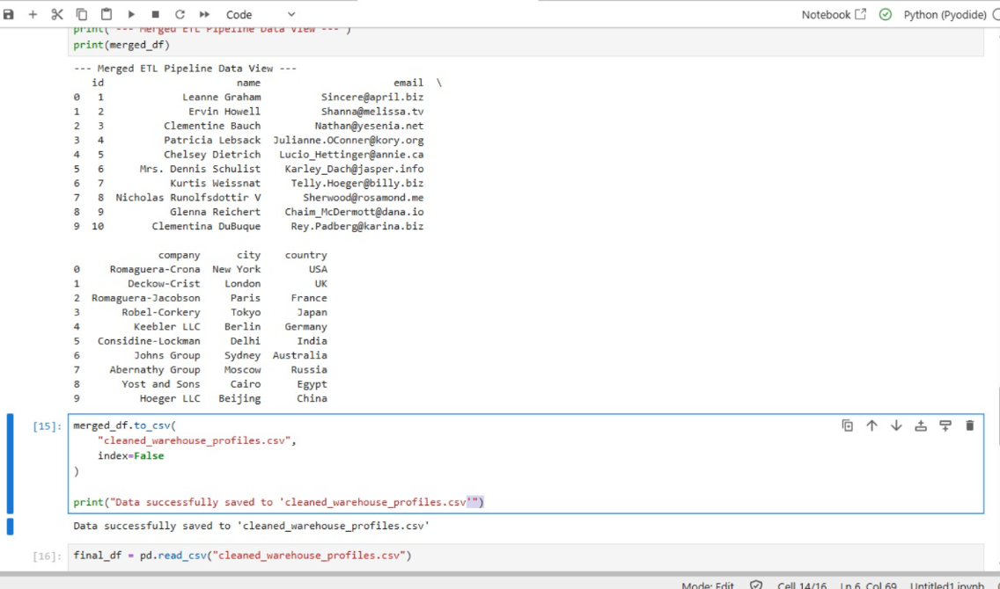 Code
Notebook
Python (Pyodide)
print("--- Merged ETL Pipeline Data View ---")
print(merged_df)
--- Merged ETL Pipeline Data View ---
id name email \
0 1 Leanne Graham Sincere@april.biz
1 2 Ervin Howell Shanna@melissa.tv
2 3 Clementine Bauch Nathan@yesenia.net
3 4 Patricia Lebsack Julianne.OConner@kory.org
4 5 Chelsey Dietrich Lucio_Hettinger@annie.ca
5 6 Mrs. Dennis Schulist Karley_Dach@jasper.info
6 7 Kurtis Weissnat Telly.Hoeger@billy.biz
7 8 Nicholas Runolfsdottir V Sherwood@rosamond.me
8 9 Glenna Reichert Chaim_McDermott@dana.io
9 10 Clementina DuBuque Rey.Padberg@karina.biz
company city country
0 Romaguera-Crona New York USA
1 Deckow-Crist London UK
2 Romaguera-Jacobson Paris France
3 Robel-Corkery Tokyo Japan
4 Keebler LLC Berlin Germany
5 Considine-Lockman Delhi India
6 Johns Group Sydney Australia
7 Abernathy Group Moscow Russia
8 Yost and Sons Cairo Egypt
9 Hoeger LLC Beijing China
[15]: merged_df.to_csv(
"cleaned_warehouse_profiles.csv",
index=False
)
print("Data successfully saved to 'cleaned_warehouse_profiles.csv'")
Data successfully saved to 'cleaned_warehouse_profiles.csv'
[16]: final_df = pd.read_csv("cleaned_warehouse_profiles.csv")
Mode: Edit Cell 14/16 Ln 6, Col 69 Untitled1.ipynb